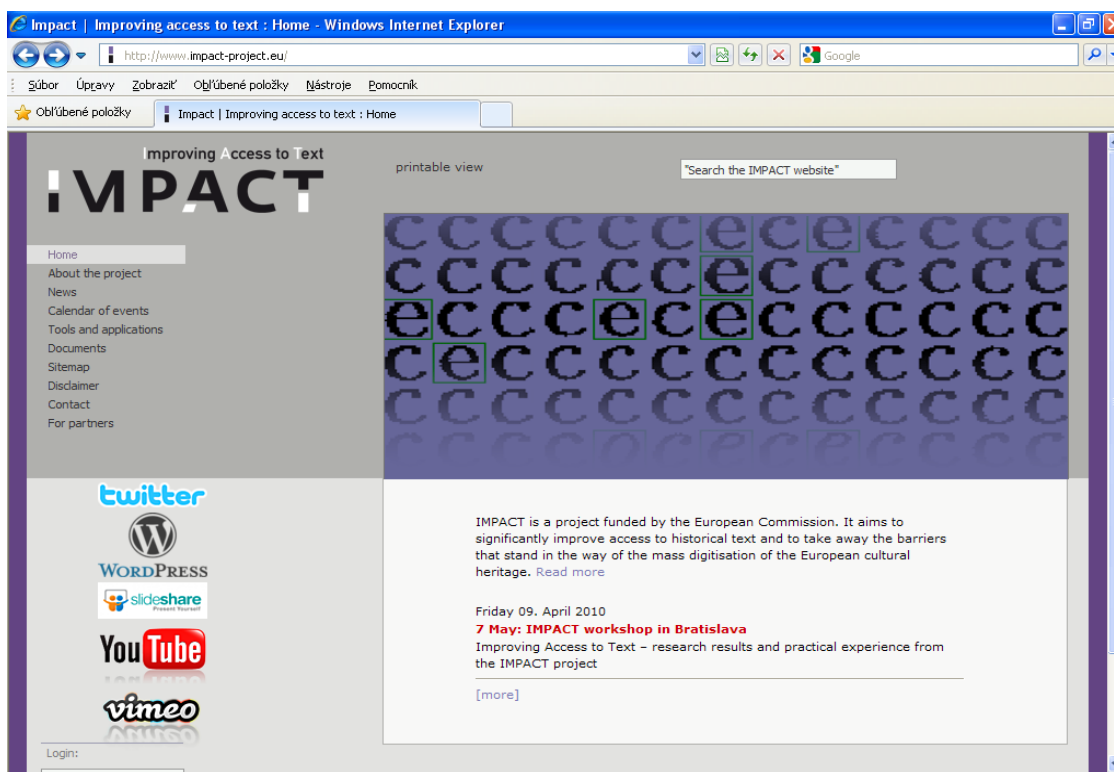 Impact | Improving access to text : Home - Windows Internet Explorer
http://www.impact-project.eu/
Google
Súbor Úpravy Zobraziť Obľúbené položky Nástroje Pomocník
Obľúbené položky
Impact | Improving access to text : Home
Improving Access to Text
IMPACT
printable view
"Search the IMPACT website"
Home
About the project
News
Calendar of events
Tools and applications
Documents
Sitemap
Disclaimer
Contact
For partners
c c c c c c e c e c c c c
c c c c c c e c c c c c c
e c c c e c e c c c c c c
c e c c c c c c c c c c c
c c c c c c c c c c c c c
twitter
WORDPRESS
slideshare
Present Yourself
YouTube
vimeo
Login:
IMPACT is a project funded by the European Commission. It aims to
significantly improve access to historical text and to take away the barriers
that stand in the way of the mass digitisation of the European cultural
heritage. Read more
Friday 09. April 2010
7 May: IMPACT workshop in Bratislava
Improving Access to Text – research results and practical experience from
the IMPACT project
[more]